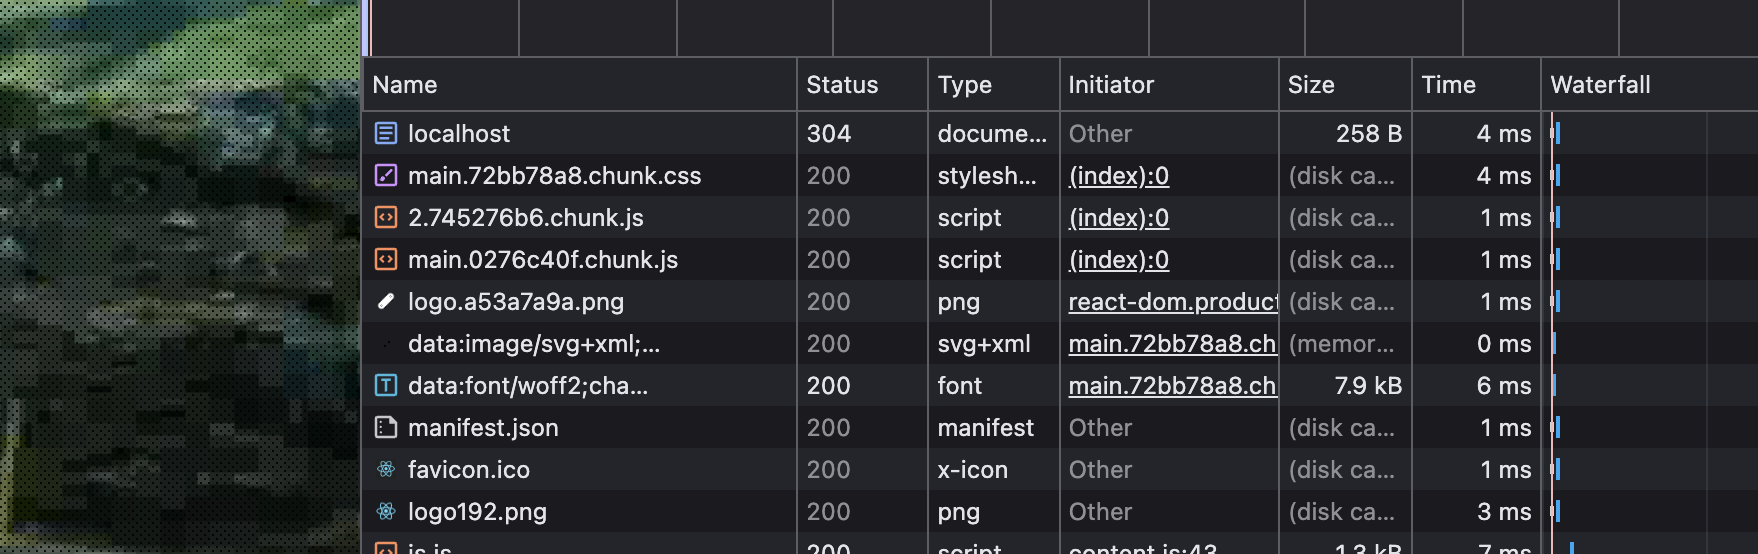 Name Status Type Initiator Size Time Waterfall
localhost 304 docume... Other 258 B 4 ms
main.72bb78a8.chunk.css 200 stylesh... (index):0 (disk ca... 4 ms
2.745276b6.chunk.js 200 script (index):0 (disk ca... 1 ms
main.0276c40f.chunk.js 200 script (index):0 (disk ca... 1 ms
logo.a53a7a9a.png 200 png react-dom.product (disk ca... 1 ms
data:image/svg+xml;... 200 svg+xml main.72bb78a8.ch (memor... 0 ms
data:font/woff2;cha... 200 font main.72bb78a8.ch 7.9 kB 6 ms
manifest.json 200 manifest Other (disk ca... 1 ms
favicon.ico 200 x-icon Other (disk ca... 1 ms
logo192.png 200 png Other (disk ca... 3 ms
js.js 200 script content.js:43 1.3 kB 7 ms